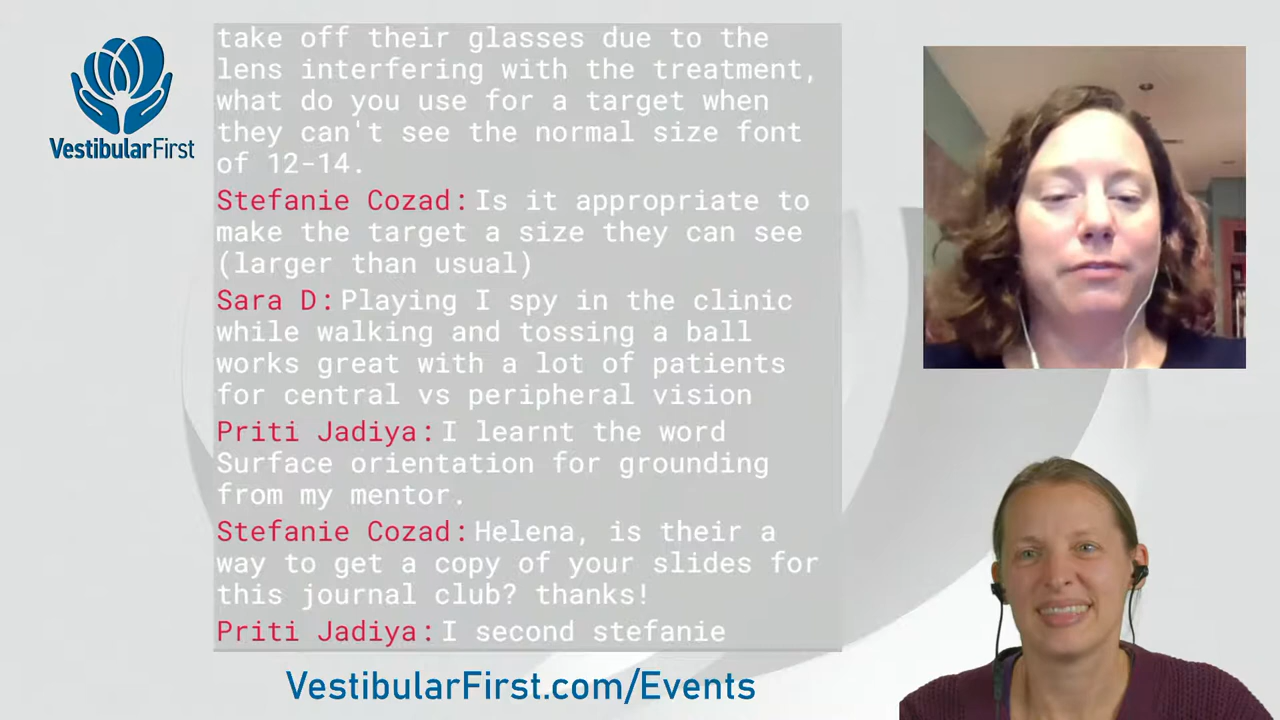 take off their glasses due to the
lens interfering with the treatment,
what do you use for a target when
they can't see the normal size font
of 12-14.
Stefanie Cozad: Is it appropriate to
make the target a size they can see
(larger than usual)
Sara D: Playing I spy in the clinic
while walking and tossing a ball
works great with a lot of patients
for central vs peripheral vision
Priti Jadiya: I learnt the word
Surface orientation for grounding
from my mentor.
Stefanie Cozad: Helena, is their a
way to get a copy of your slides for
this journal club? thanks!
Priti Jadiya: I second stefanie
VestibularFirst
VestibularFirst.com/Events